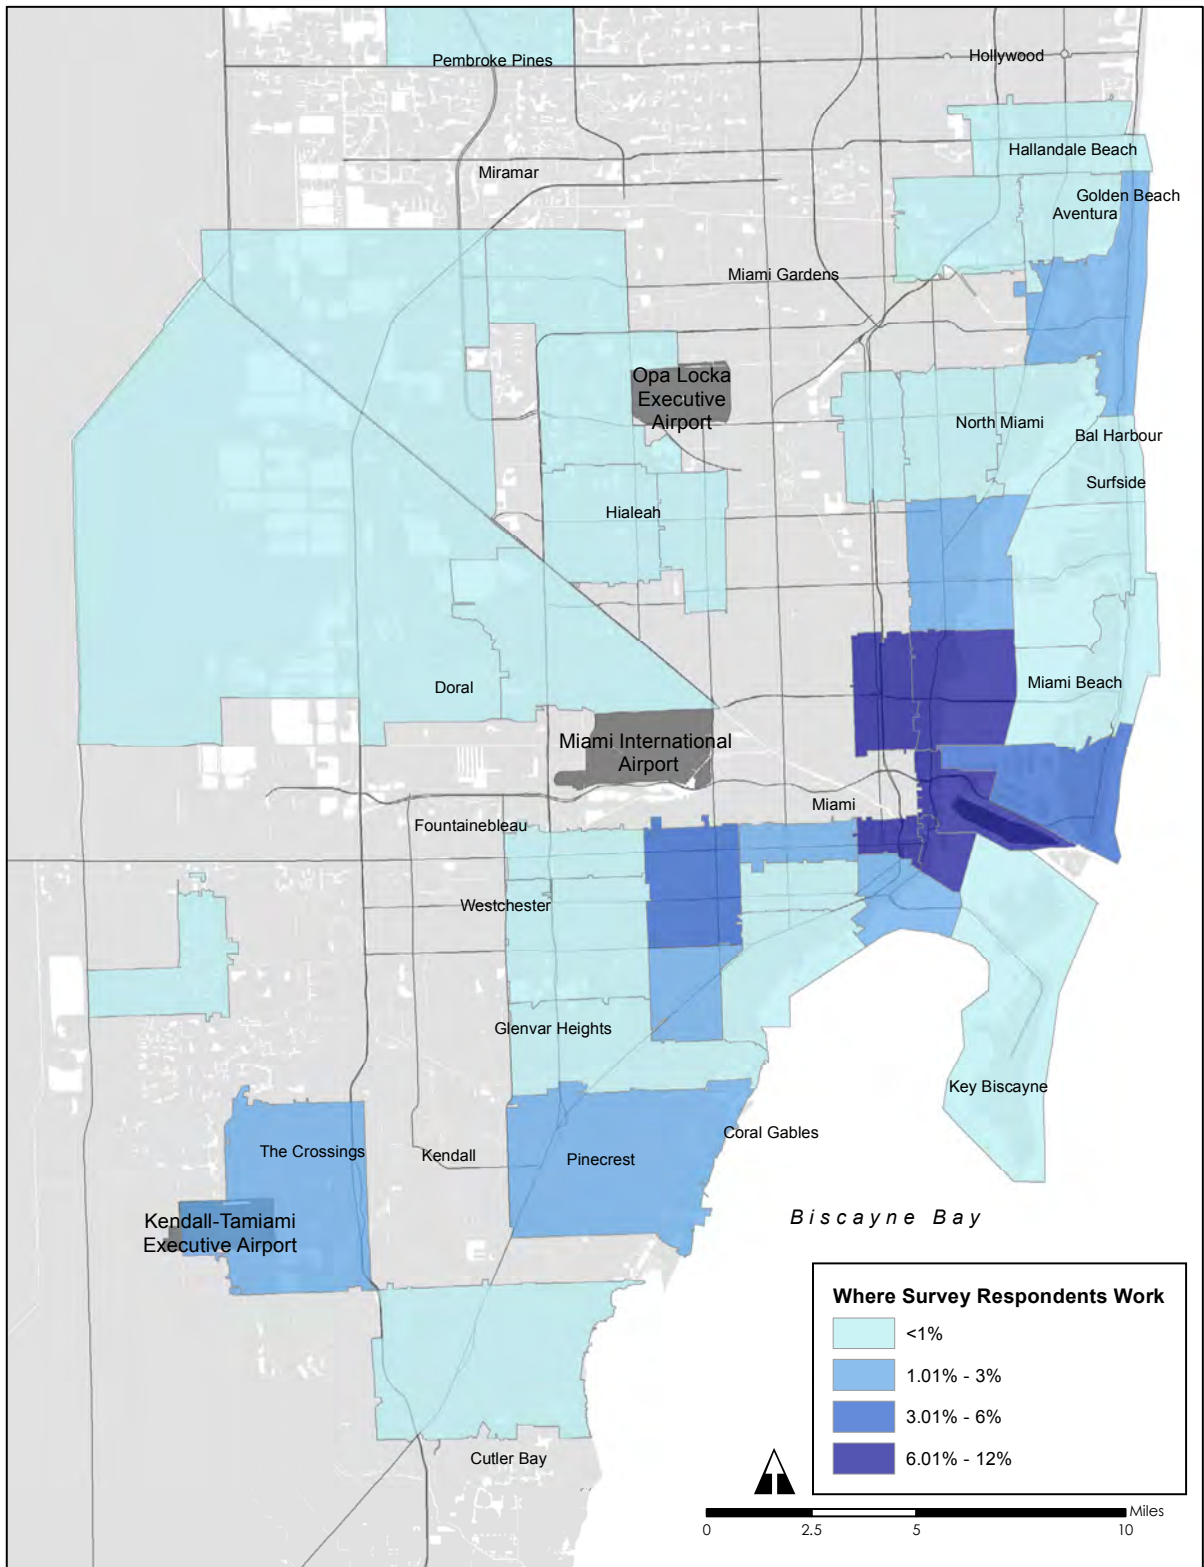 Pembroke Pines
Hollywood
Hallandale Beach
Miramar
Golden Beach
Aventura
Miami Gardens
Opa Locka
Executive
Airport
North Miami
Bal Harbour
Surfside
Hialeah
Doral
Miami Beach
Miami International
Airport
Miami
Fountainebleau
Westchester
Glenvar Heights
Key Biscayne
Coral Gables
The Crossings
Kendall
Pinecrest
Kendall-Tamiami
Executive Airport
Biscayne Bay
Cutler Bay
Where Survey Respondents Work
<1%
1.01% - 3%
3.01% - 6%
6.01% - 12%
Miles
0 2.5 5 10